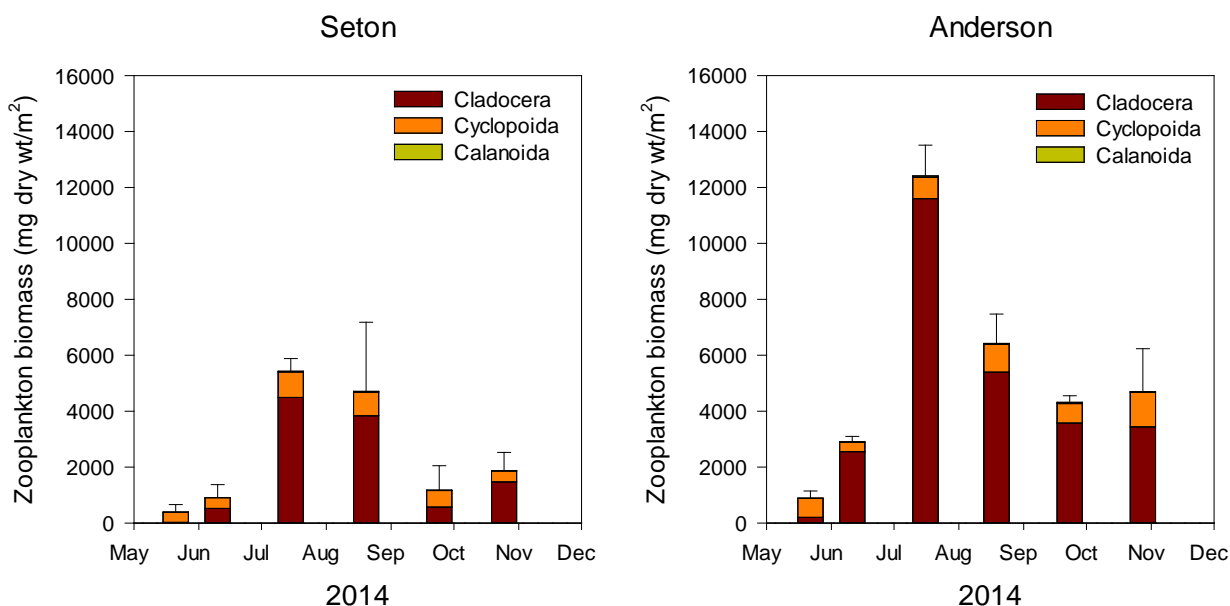 Seton
Zooplankton biomass (mg dry wt/m²)
16000
14000
12000
10000
8000
6000
4000
2000
0
Cladocera
Cyclopoida
Calanoida
May Jun Jul Aug Sep Oct Nov Dec
2014
Anderson
Zooplankton biomass (mg dry wt/m²)
16000
14000
12000
10000
8000
6000
4000
2000
0
Cladocera
Cyclopoida
Calanoida
May Jun Jul Aug Sep Oct Nov Dec
2014